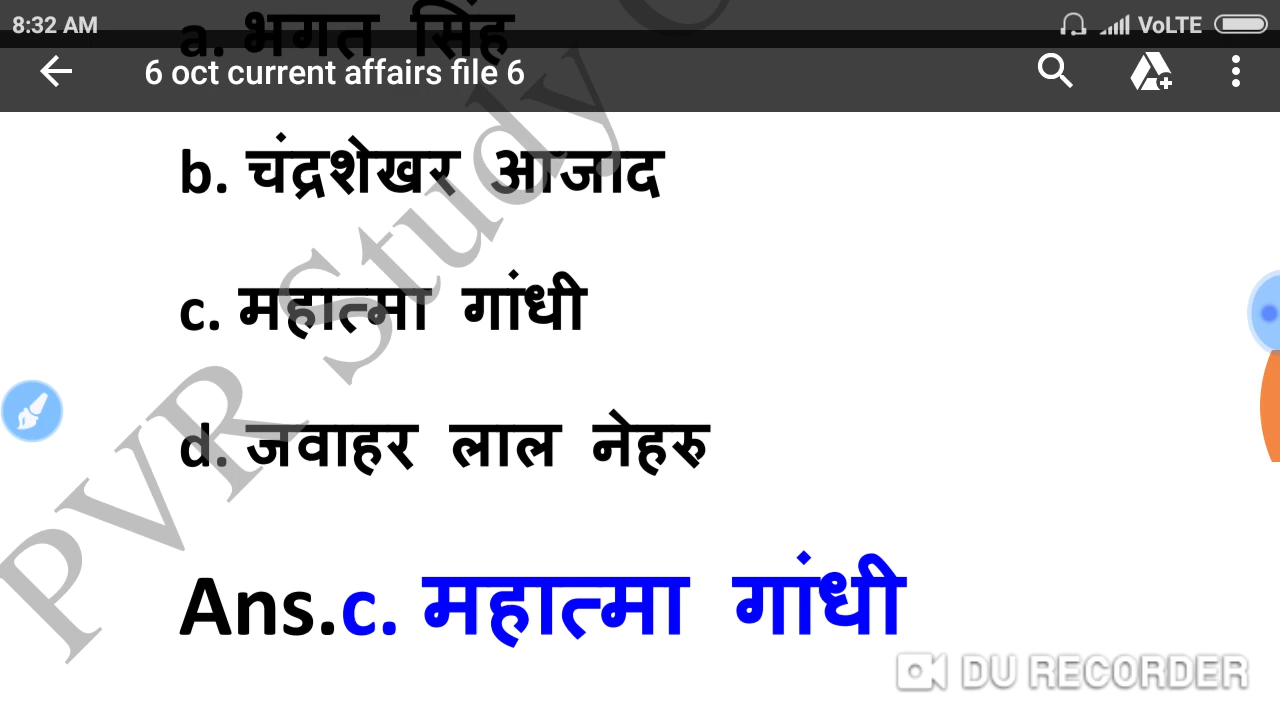 8:32 AM VoLTE
a. भगत सिंह
6 oct current affairs file 6
b. चंद्रशेखर आजाद
c. महात्मा गांधी
d. जवाहर लाल नेहरु
Ans.c. महात्मा गांधी
PVR Study
DU RECORDER